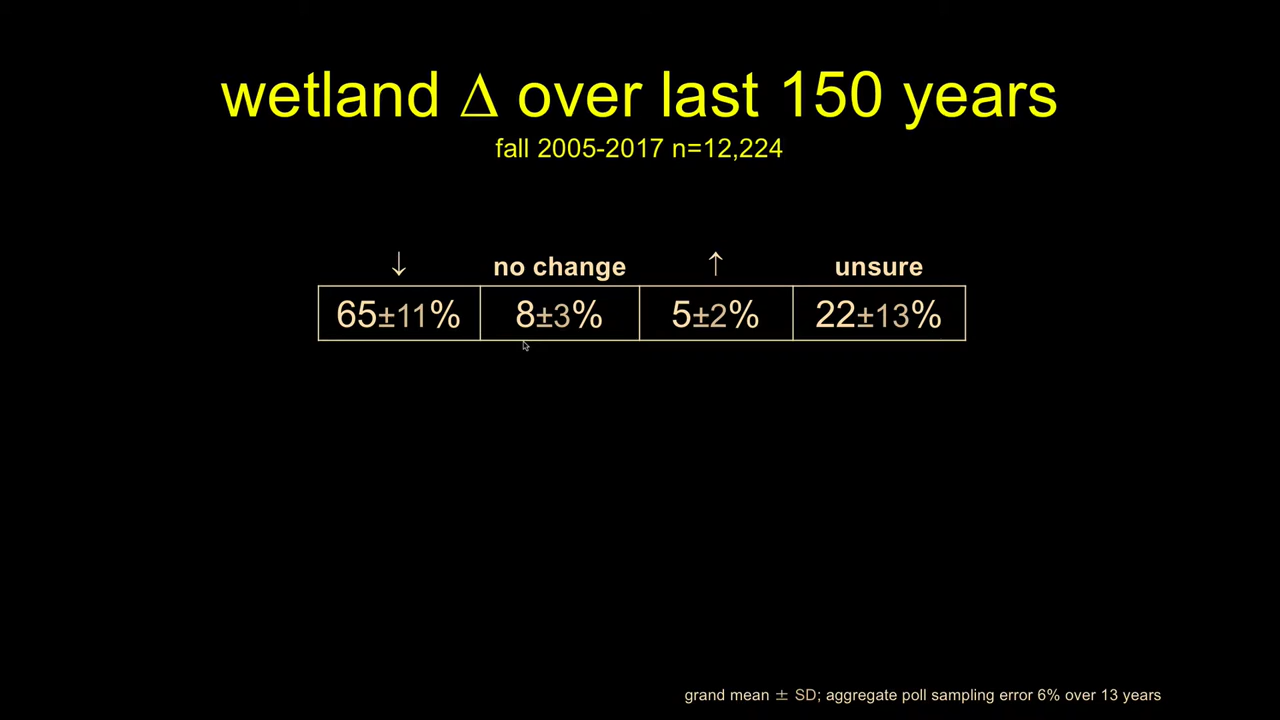 wetland Δ over last 150 years
fall 2005-2017 n=12,224
↓ no change ↑ unsure
65±11% 8±3% 5±2% 22±13%
grand mean ± SD; aggregate poll sampling error 6% over 13 years